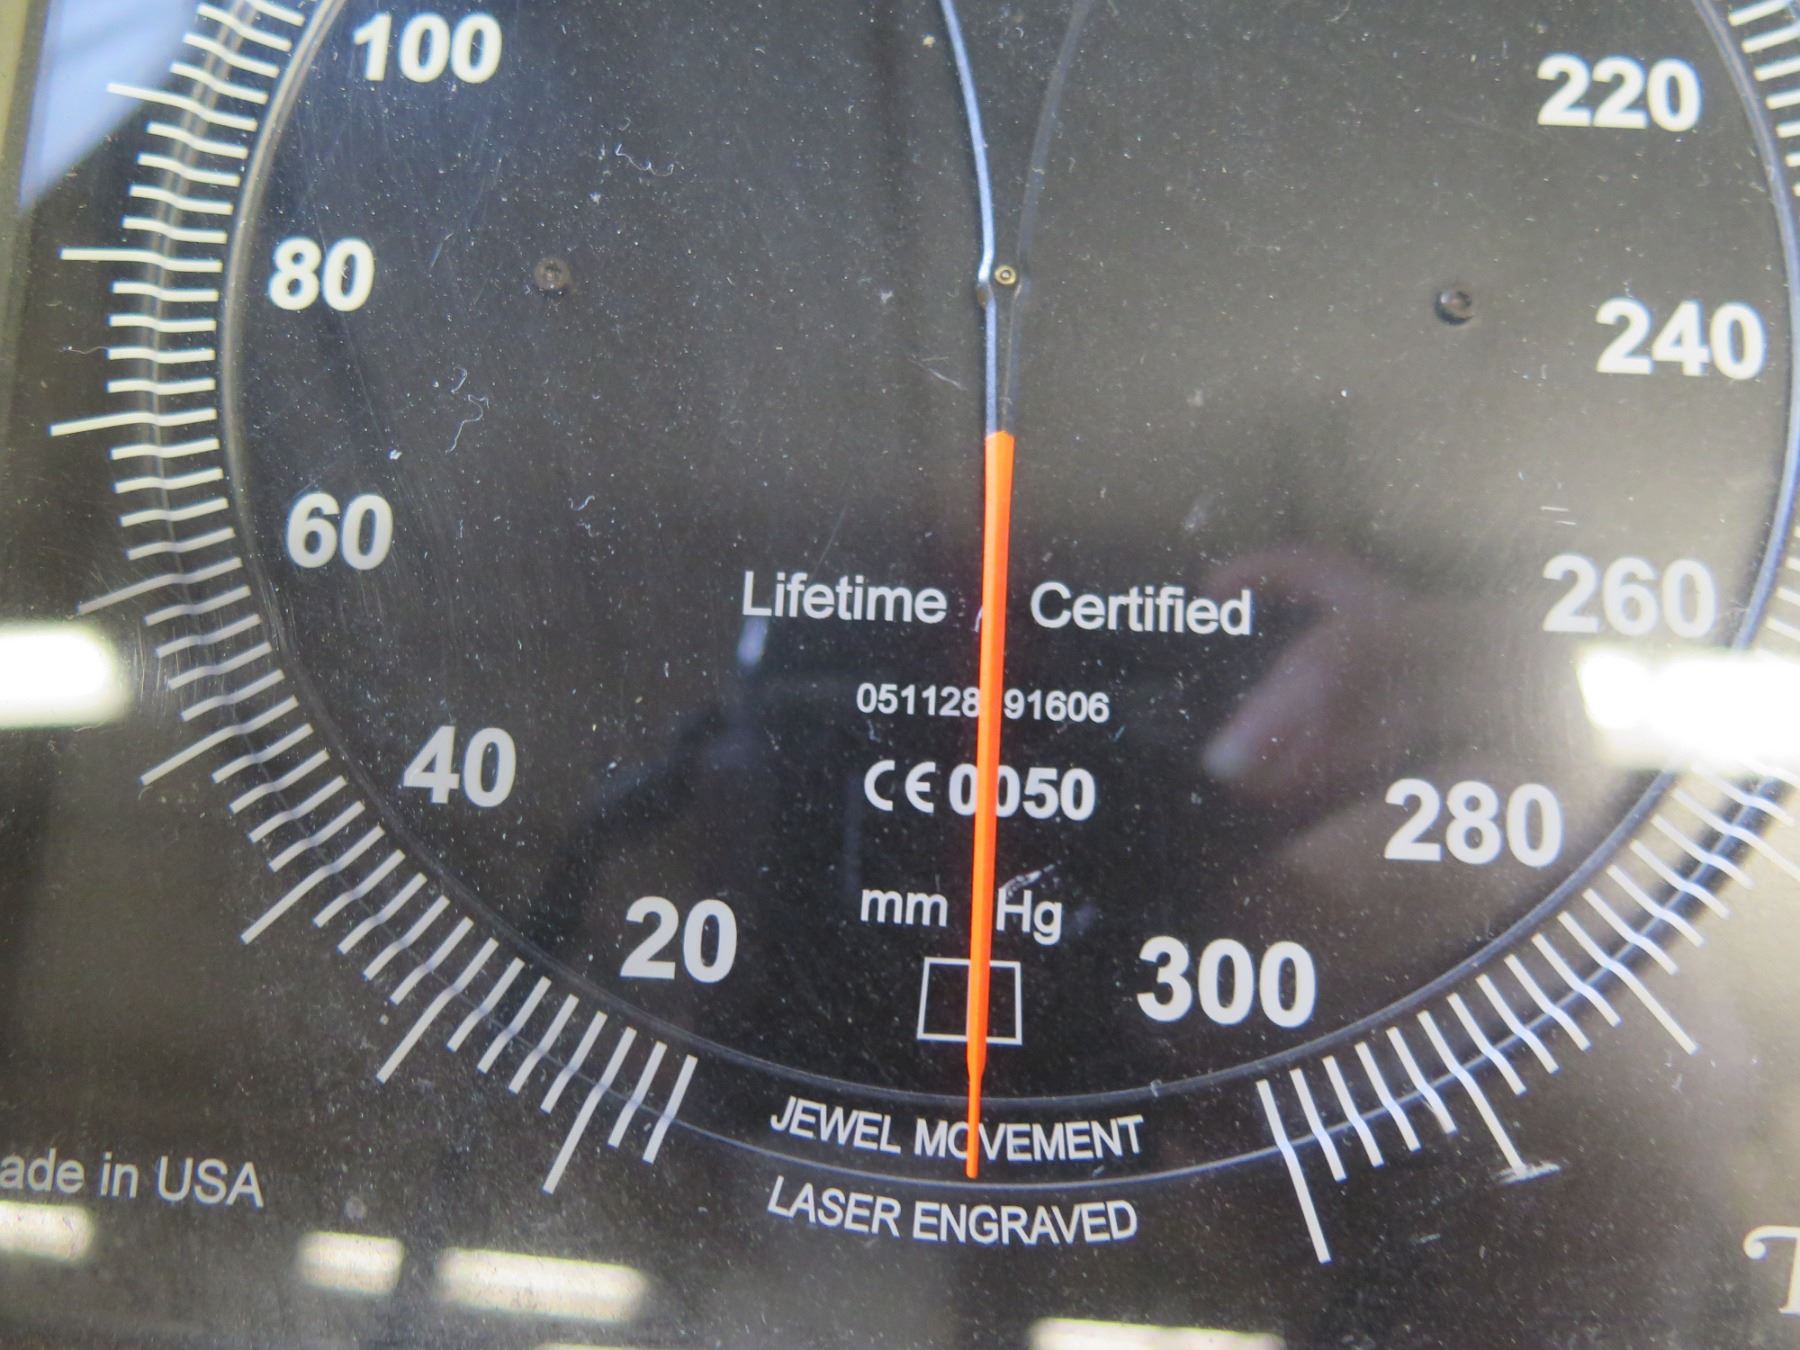 100
220
80
240
60
260
Lifetime Certified
051128 91606
CE 0050
40
280
mm Hg
20
300
JEWEL MOVEMENT
LASER ENGRAVED
ade in USA
T